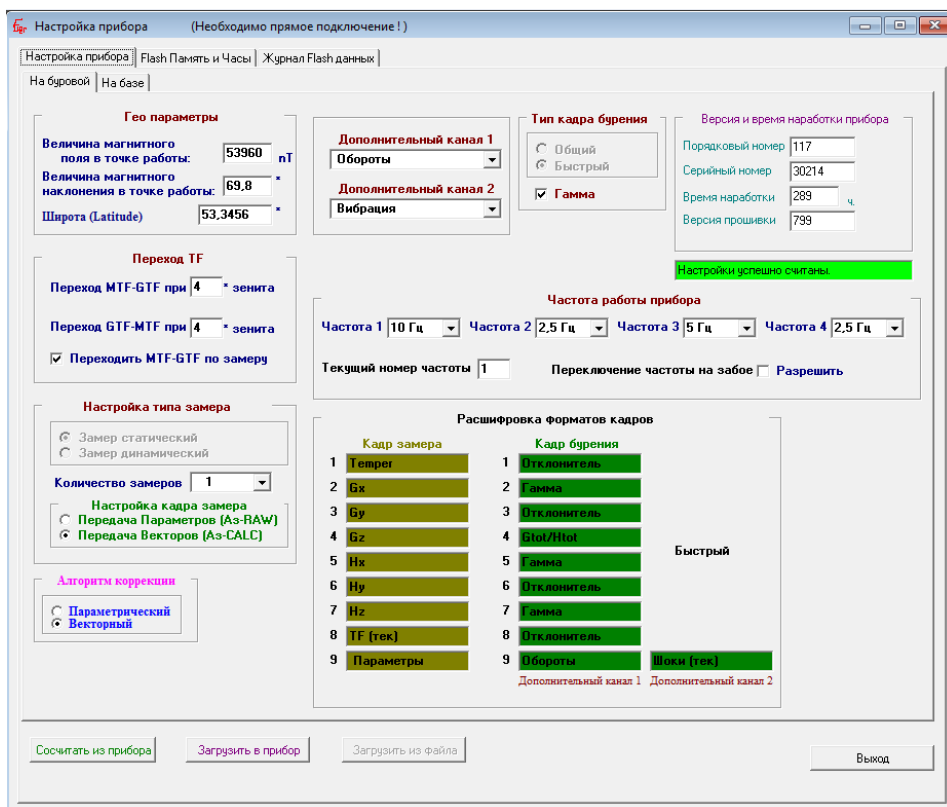 Настройка прибора (Необходимо прямое подключение ! )
Настройка прибора Flash Память и Часы Журнал Flash данных
На буровой На базе
Гео параметры
Величина магнитного
поля в точке работы: 53960 nT
Величина магнитного
наклонения в точке работы: 69,8 °
Широта (Latitude) 53,3456 °
Переход TF
Переход MTF-GTF при 4 ° зенита
Переход GTF-MTF при 4 ° зенита
Переходить MTF-GTF по замеру
Настройка типа замера
Замер статический
Замер динамический
Количество замеров 1
Настройка кадра замера
Передача Параметров (Аз-RAW)
Передача Векторов (Аз-CALC)
Алгоритм коррекции
Параметрический
Векторный
Дополнительный канал 1
Обороты
Дополнительный канал 2
Вибрация
Тип кадра бурения
Общий
Быстрый
Гамма
Версия и время наработки прибора
Порядковый номер 117
Серийный номер 30214
Время наработки 289 ч.
Версия прошивки 799
Настройки успешно считаны.
Частота работы прибора
Частота 1 10 Гц Частота 2 2,5 Гц Частота 3 5 Гц Частота 4 2,5 Гц
Текущий номер частоты 1 Переключение частоты на забое Разрешить
Расшифровка форматов кадров
Кадр замера Кадр бурения
1 Temper 1 Отклонитель
2 Gx 2 Гамма
3 Gy 3 Отклонитель
4 Gz 4 Gtot/Htot
Быстрый
5 Hx 5 Гамма
6 Hy 6 Отклонитель
7 Hz 7 Гамма
8 TF (тек) 8 Отклонитель
9 Параметры 9 Обороты Шоки (тек)
Дополнительный канал 1 Дополнительный канал 2
Сосчитать из прибора Загрузить в прибор Загрузить из файла Выход